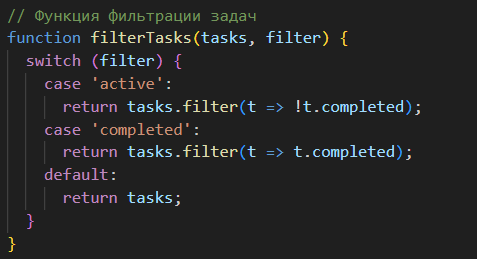 // Функция фильтрации задач
function filterTasks(tasks, filter) {
  switch (filter) {
    case 'active':
      return tasks.filter(t => !t.completed);
    case 'completed':
      return tasks.filter(t => t.completed);
    default:
      return tasks;
  }
}